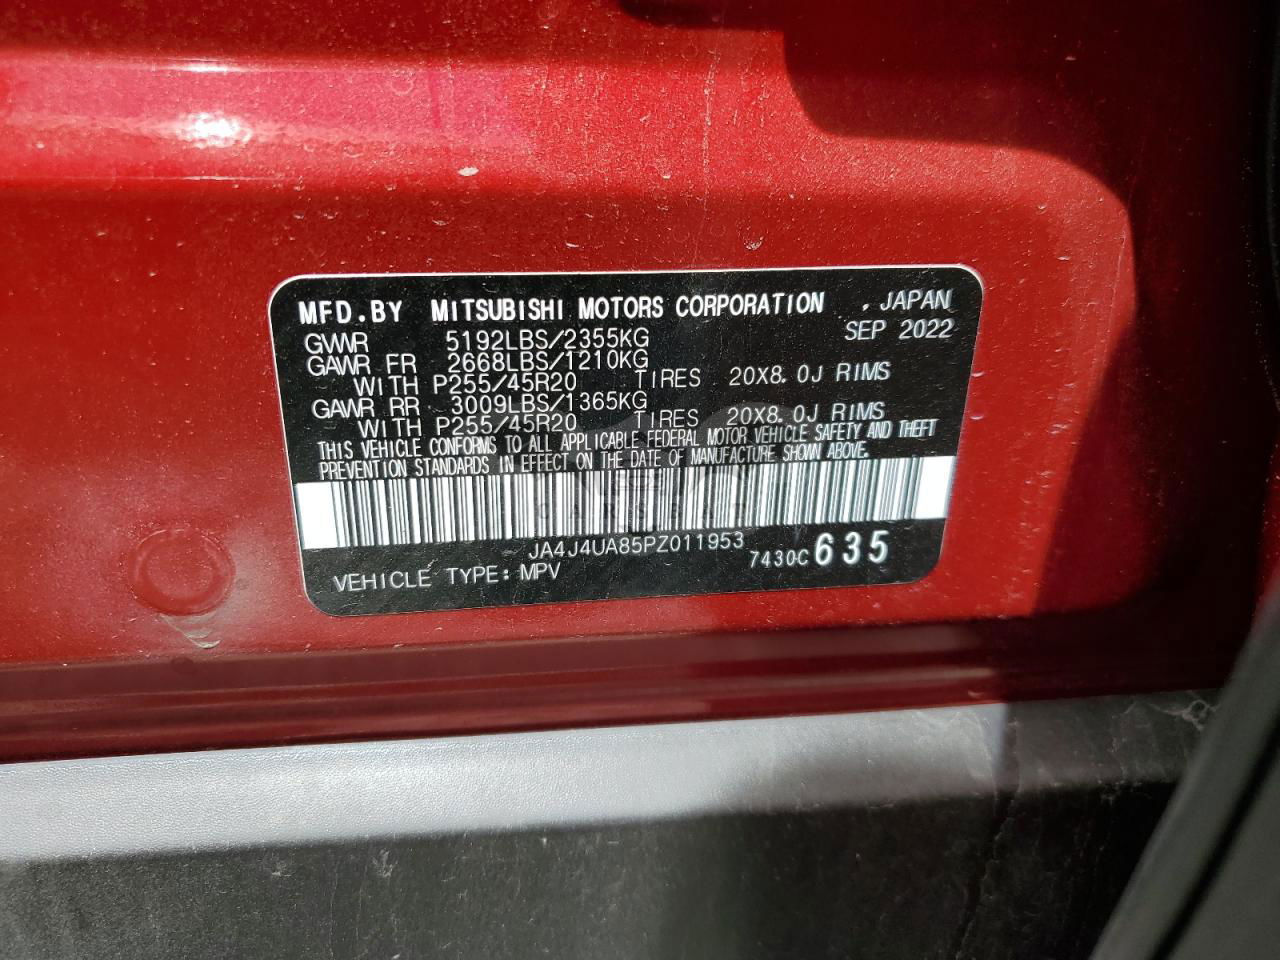 MFD.BY MITSUBISHI MOTORS CORPORATION . JAPAN
GVWR 5192LBS/2355KG SEP 2022
GAWR FR 2668LBS/1210KG
WITH P255/45R20 TIRES 20X8.0J RIMS
GAWR RR 3009LBS/1365KG
WITH P255/45R20 TIRES 20X8.0J RIMS
THIS VEHICLE CONFORMS TO ALL APPLICABLE FEDERAL MOTOR VEHICLE SAFETY AND THEFT
PREVENTION STANDARDS IN EFFECT ON THE DATE OF MANUFACTURE SHOWN ABOVE.
JA4J4UA85PZ011953 7430C 635
VEHICLE TYPE: MPV